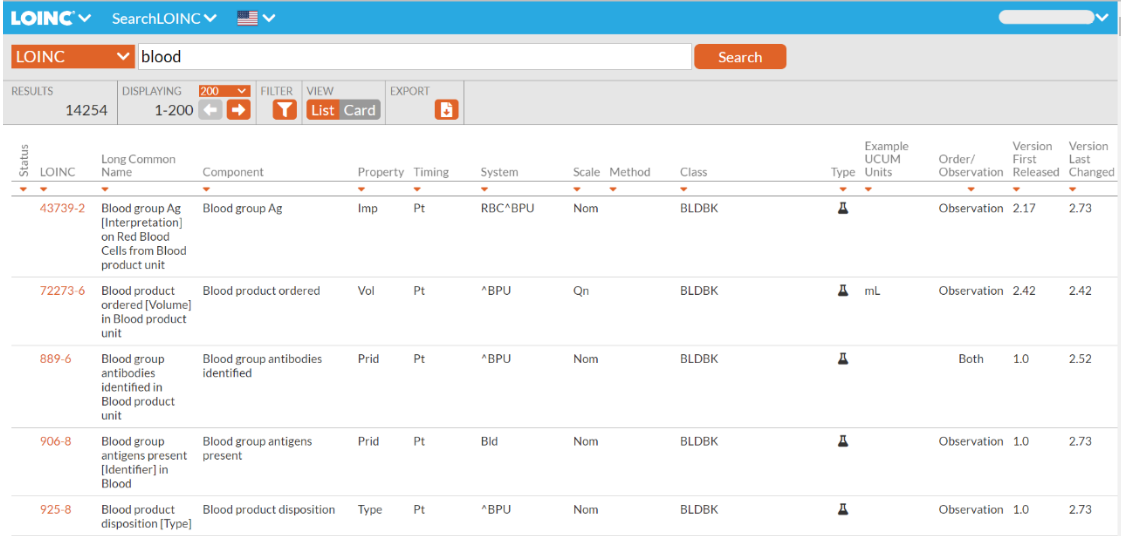 LOINC SearchLOINC
LOINC blood Search
RESULTS DISPLAYING 200 FILTER VIEW EXPORT
14254 1-200 List Card
Status LOINC Long Common Name Component Property Timing System Scale Method Class Type Example UCUM Units Order/ Observation Version First Released Version Last Changed
43739-2 Blood group Ag Blood group Ag Imp Pt RBC^BPU Nom BLDBK Observation 2.17 2.73
[Interpretation]
on Red Blood
Cells from Blood
product unit
72273-6 Blood product Blood product ordered Vol Pt ^BPU Qn BLDBK mL Observation 2.42 2.42
ordered [Volume]
in Blood product
unit
889-6 Blood group Blood group antibodies Prid Pt ^BPU Nom BLDBK Both 1.0 2.52
antibodies identified
identified in
Blood product
unit
906-8 Blood group Blood group antigens Prid Pt Bld Nom BLDBK Observation 1.0 2.73
antigens present present
[Identifier] in
Blood
925-8 Blood product Blood product disposition Type Pt ^BPU Nom BLDBK Observation 1.0 2.73
disposition [Type]